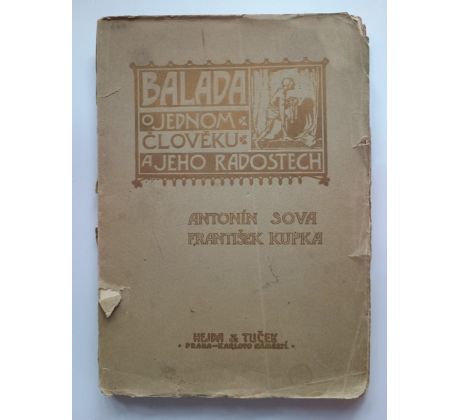 BALADA
O JEDNOM
ČLOVĚKU
A JEHO RADOSTECH
ANTONÍN SOVA
FRANTIŠEK KUPKA
HEJDA & TUČEK
PRAHA-KARLOVO NÁMĚSTÍ.